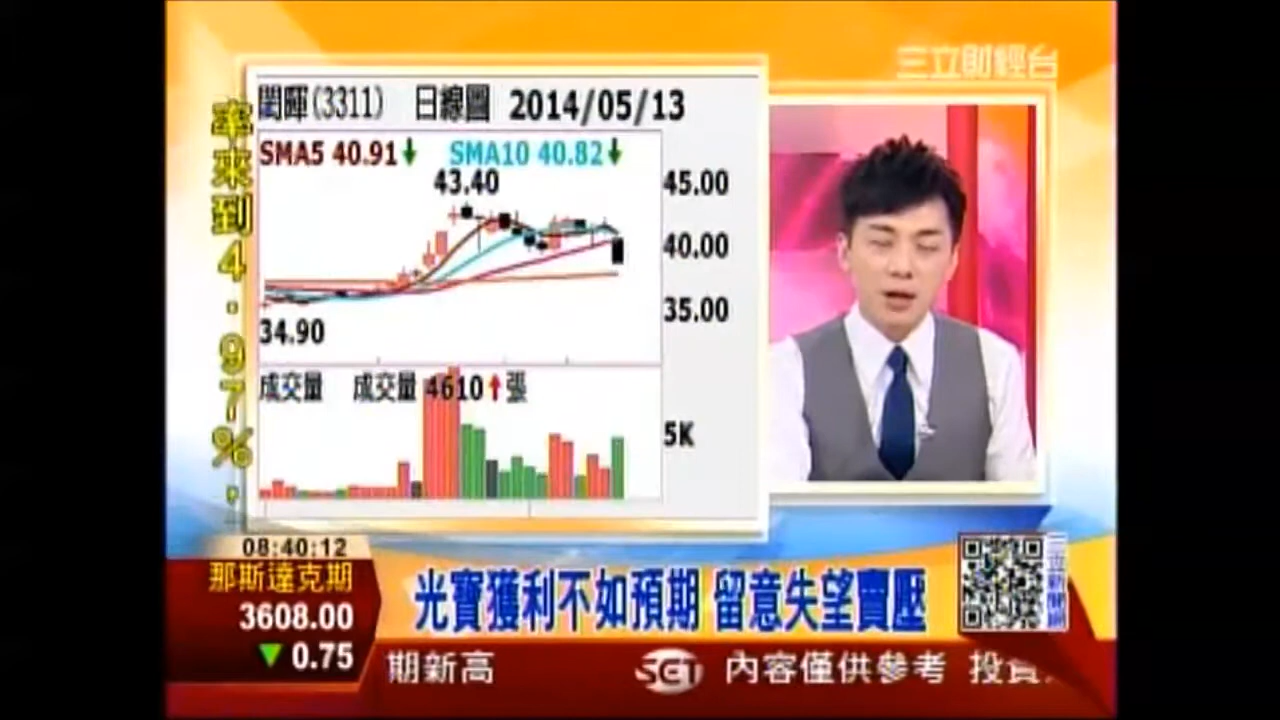 三立財經台
閎暉(3311) 日線圖 2014/05/13
SMA5 40.91↓ SMA10 40.82↓
43.40
45.00
40.00
35.00
34.90
成交量 成交量 4610↑張
5K
率來到4.97%,
08:40:12
那斯達克期
3608.00
▼ 0.75
光寶獲利不如預期 留意失望賣壓
期新高 SET 內容僅供參考 投資